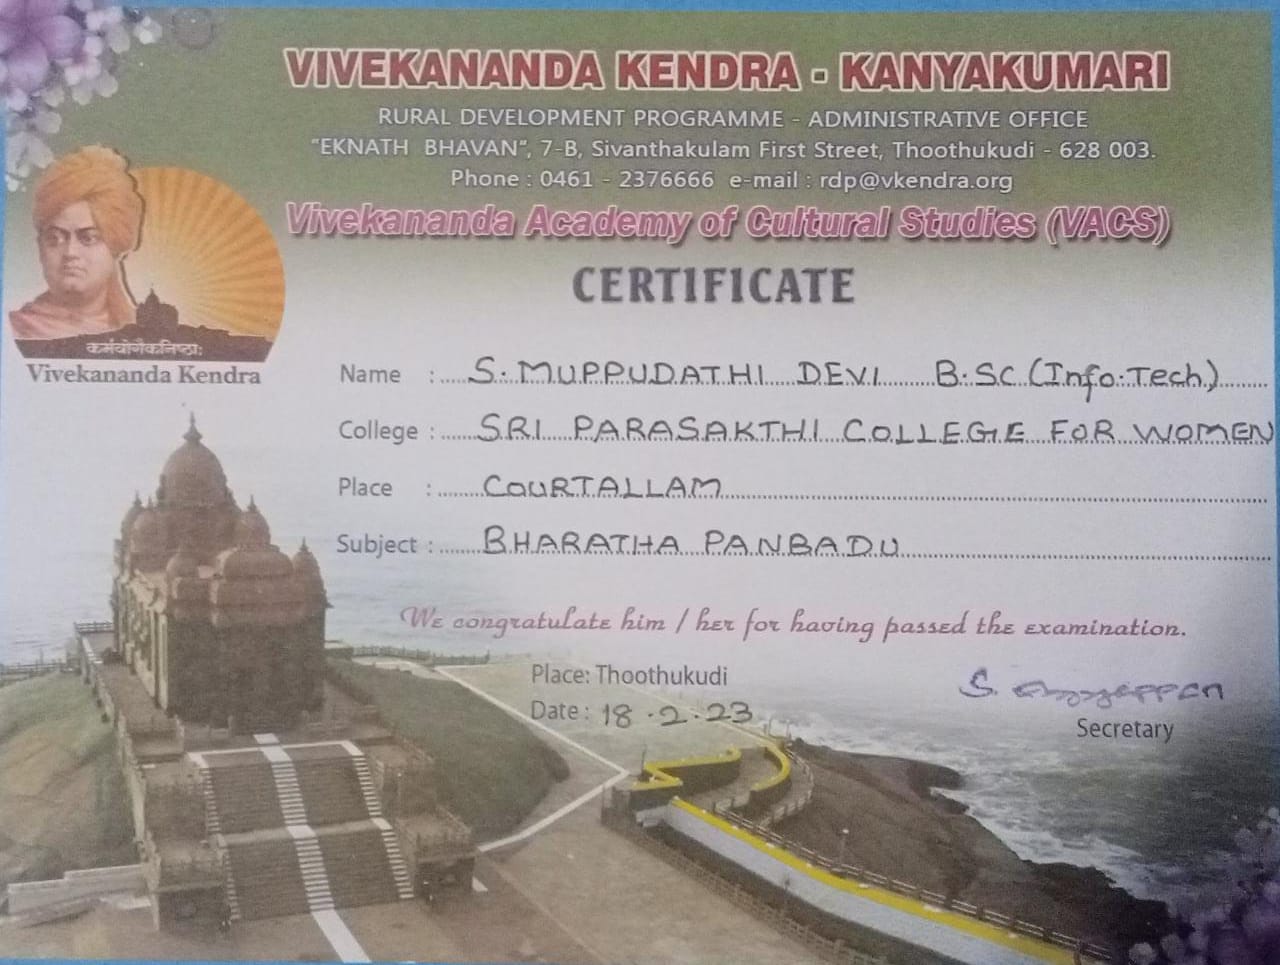 VIVEKANANDA KENDRA - KANYAKUMARI
RURAL DEVELOPMENT PROGRAMME - ADMINISTRATIVE OFFICE
"EKNATH BHAVAN", 7-B, Sivanthakulam First Street, Thoothukudi - 628 003.
Phone : 0461 - 2376666 e-mail : rdp@vkendra.org
Vivekananda Academy of Cultural Studies (VACS)
CERTIFICATE
कर्मयोगैकनिष्ठाः
Vivekananda Kendra
Name : S. MUPPUDATHI DEVI B.SC (Info.Tech)
College : SRI PARASAKTHI COLLEGE FOR WOMEN
Place : COURTALLAM
Subject : BHARATHA PANBADU
We congratulate him / her for having passed the examination.
Place: Thoothukudi
Date : 18.2.23
S.
Secretary